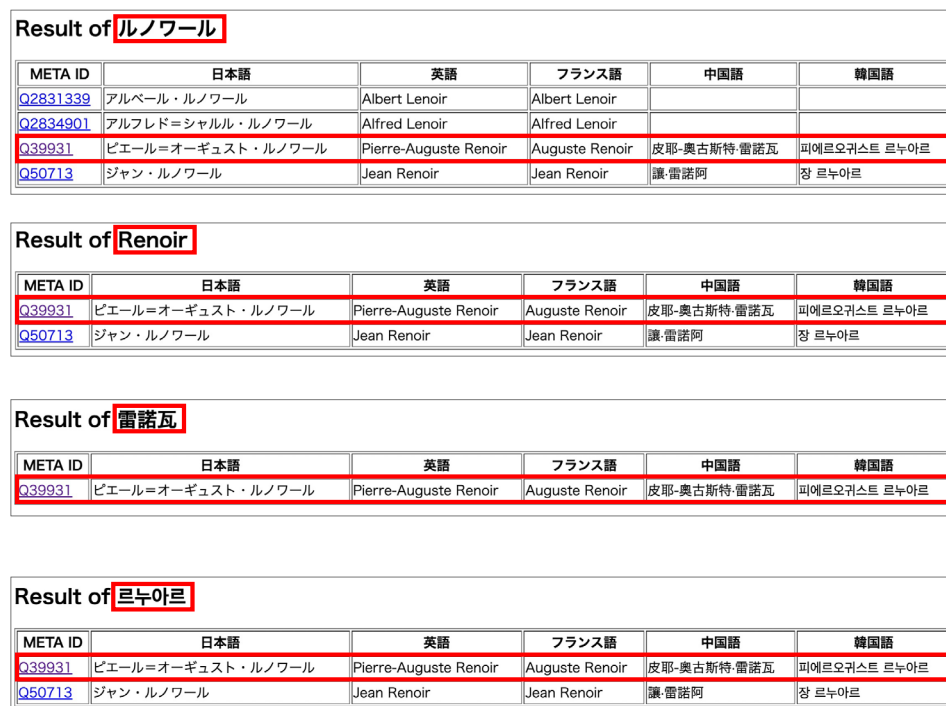 Result of ルノワール
META ID 日本語 英語 フランス語 中国語 韓国語
Q2831339 アルベール・ルノワール Albert Lenoir Albert Lenoir
Q2834901 アルフレド＝シャルル・ルノワール Alfred Lenoir Alfred Lenoir
Q39931 ピエール＝オーギュスト・ルノワール Pierre-Auguste Renoir Auguste Renoir 皮耶-奧古斯特·雷諾瓦 피에르오귀스트 르누아르
Q50713 ジャン・ルノワール Jean Renoir Jean Renoir 讓·雷諾阿 장 르누아르
Result of Renoir
META ID 日本語 英語 フランス語 中国語 韓国語
Q39931 ピエール＝オーギュスト・ルノワール Pierre-Auguste Renoir Auguste Renoir 皮耶-奧古斯特·雷諾瓦 피에르오귀스트 르누아르
Q50713 ジャン・ルノワール Jean Renoir Jean Renoir 讓·雷諾阿 장 르누아르
Result of 雷諾瓦
META ID 日本語 英語 フランス語 中国語 韓国語
Q39931 ピエール＝オーギュスト・ルノワール Pierre-Auguste Renoir Auguste Renoir 皮耶-奧古斯特·雷諾瓦 피에르오귀스트 르누아르
Result of 르누아르
META ID 日本語 英語 フランス語 中国語 韓国語
Q39931 ピエール＝オーギュスト・ルノワール Pierre-Auguste Renoir Auguste Renoir 皮耶-奧古斯特·雷諾瓦 피에르오귀스트 르누아르
Q50713 ジャン・ルノワール Jean Renoir Jean Renoir 讓·雷諾阿 장 르누아르